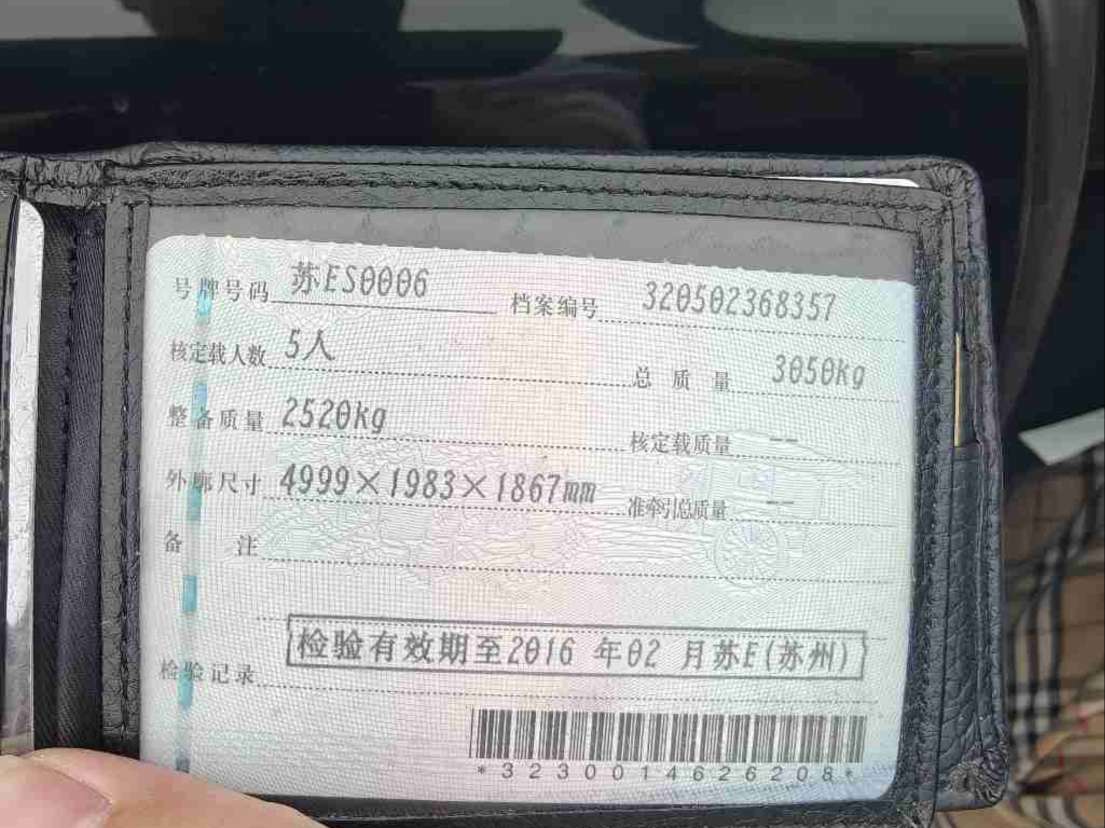 号牌号码 苏ES0006 档案编号 320502368357
核定载人数 5人 总质量 3050kg
整备质量 2520kg 核定载质量 --
外廓尺寸 4999×1983×1867mm 准牵引总质量 --
备注
检验记录 检验有效期至2016 年02 月苏E(苏州)
*3230014626208*